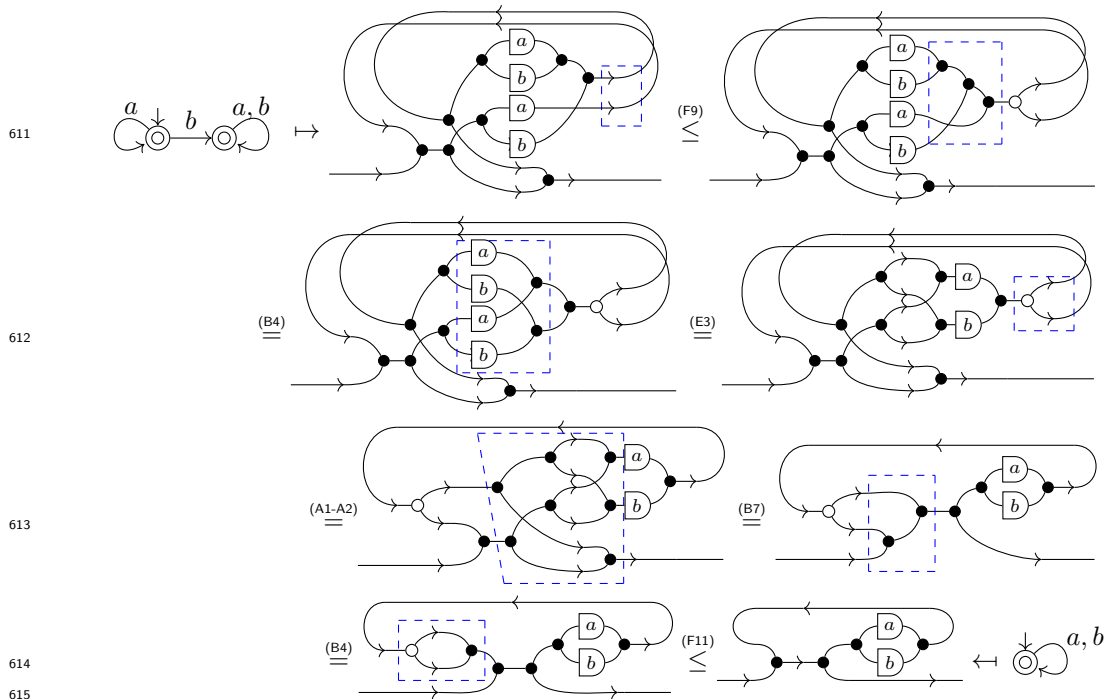 a b a, b ↦ a b a b (F9) ≤ a b a b
611
(B4) = a b a b (E3) = a b
612
(A1-A2) = a b (B7) = a b
613
(B4) = a b (F11) ≤ a b ↤ a, b
614
615